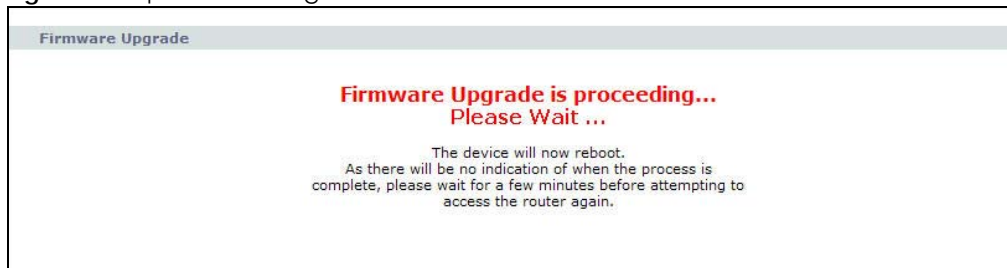 Firmware Upgrade
Firmware Upgrade is proceeding...
Please Wait ...
The device will now reboot.
As there will be no indication of when the process is
complete, please wait for a few minutes before attempting to
access the router again.